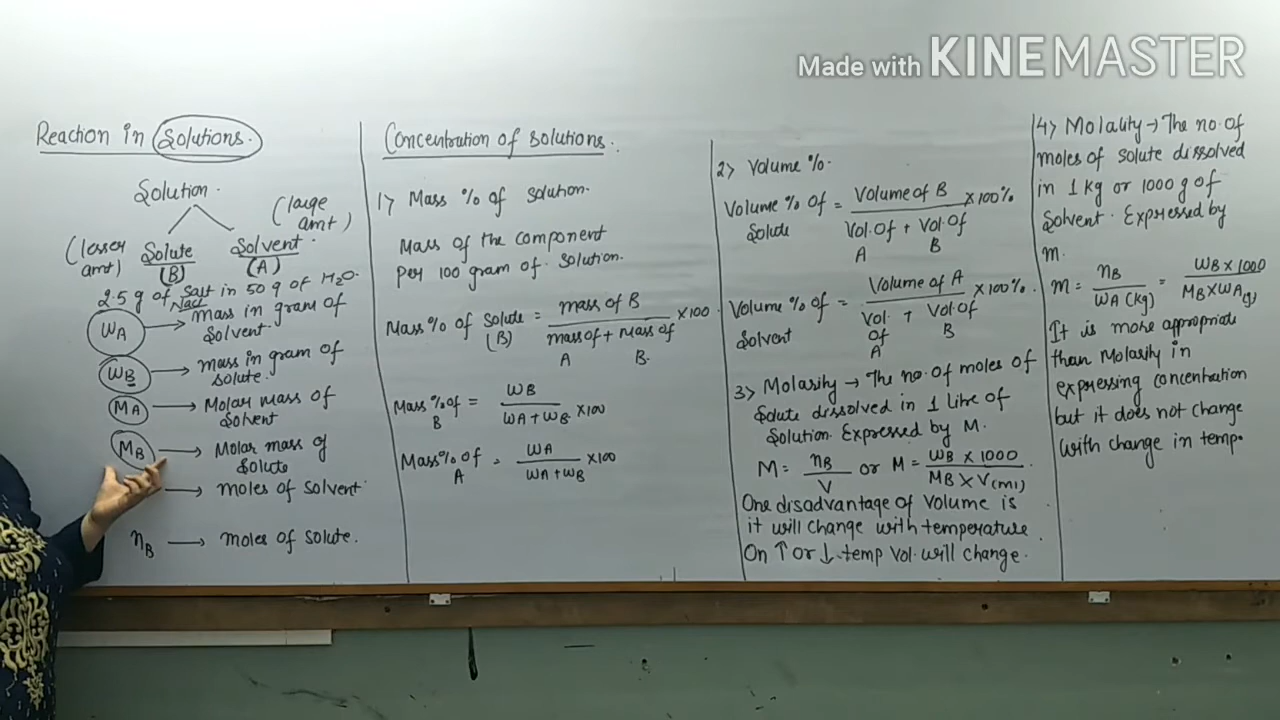 Made with KINEMASTER
Reaction in Solutions.
Solution.
(large
amt)
(lesser
amt)
Solute
(B)
Solvent.
(A)
2.5 g of Salt in 50 g of H2O.
Nacl
WA → mass in gram of
solvent.
WB → mass in gram of
solute.
MA → Molar mass of
Solvent
MB → Molar mass of
Solute
→ moles of solvent
nB → moles of solute.
Concentration of solutions.
1> Mass % of solution.
Mass of the component
per 100 gram of solution.
Mass % of solute (B) = mass of B / mass of A + Mass of B. × 100
Mass % of B = WB / WA + WB × 100
Mass % of A = WA / WA + WB × 100
2> Volume %.
Volume % of Solute = Volume of B / Vol. of A + Vol. of B × 100%
Volume % of Solvent = Volume of A / Vol. of A + Vol of B × 100%.
3> Molarity → The no. of moles of
Solute dissolved in 1 Litre of
Solution. Expressed by M.
M = nB / V or M = WB × 1000 / MB × V(ml)
One disadvantage of Volume is
it will change with temperature.
On ↑ or ↓ temp Vol. will change.
4> Molality → The no. of
moles of solute dissolved
in 1 kg or 1000 g of
Solvent. Expressed by
m.
m = nB / WA (kg) = WB × 1000 / MB × WA(g)
It is more appropriate
than Molarity in
expressing concentration
but it does not change
with change in temp.